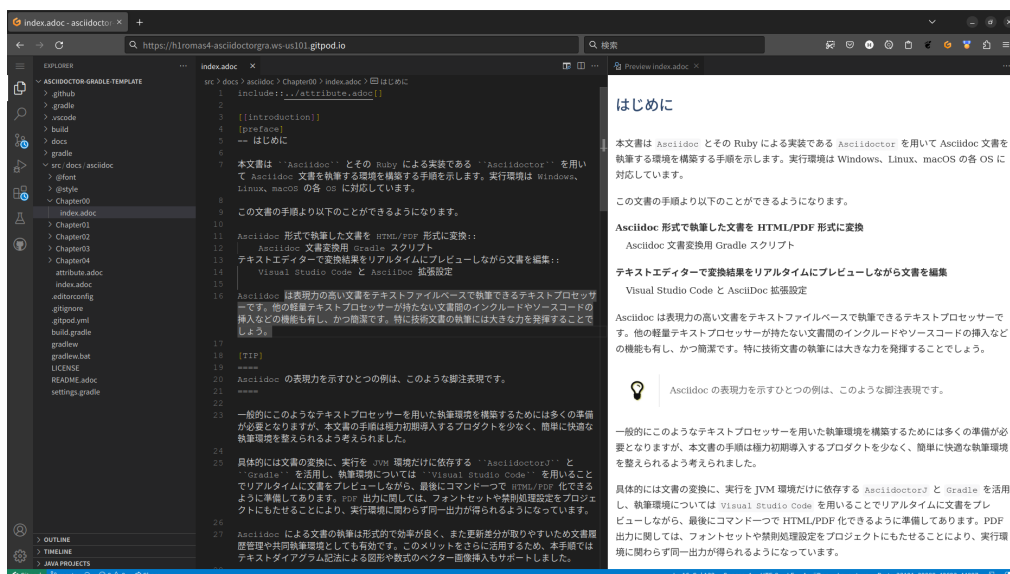 index.adoc - asciidoctor
https://h1romas4-asciidoctorgra.ws-us101.gitpod.io
検索
EXPLORER
ASCIIDOCTOR-GRADLE-TEMPLATE
.github
.gradle
.vscode
build
docs
gradle
src / docs / asciidoc
@font
@style
Chapter00
index.adoc
Chapter01
Chapter02
Chapter03
Chapter04
attribute.adoc
index.adoc
.editorconfig
.gitignore
.gitpod.yml
build.gradle
gradlew
gradlew.bat
LICENSE
README.adoc
settings.gradle
OUTLINE
TIMELINE
JAVA PROJECTS
index.adoc
src > docs > asciidoc > Chapter00 > index.adoc > はじめに
1 include::../attribute.adoc[]
2
3 [[introduction]]
4 [preface]
5 == はじめに
6
7 本文書は ``Asciidoc`` とその Ruby による実装である ``Asciidoctor`` を用い
て Asciidoc 文書を執筆する環境を構築する手順を示します。実行環境は Windows、
Linux、macOS の各 OS に対応しています。
8
9 この文書の手順より以下のことができるようになります。
10
11 Asciidoc 形式で執筆した文書を HTML/PDF 形式に変換::
12 Asciidoc 文書変換用 Gradle スクリプト
13 テキストエディターで変換結果をリアルタイムにプレビューしながら文書を編集::
14 Visual Studio Code と AsciiDoc 拡張設定
15
16 Asciidoc は表現力の高い文書をテキストファイルベースで執筆できるテキストプロセッサ
ーです。他の軽量テキストプロセッサーが持たない文書間のインクルードやソースコードの
挿入などの機能も有し、かつ簡潔です。特に技術文書の執筆には大きな力を発揮することで
しょう。
17
18 [TIP]
19 ====
20 Asciidoc の表現力を示すひとつの例は、このような脚注表現です。
21 ====
22
23 一般的にこのようなテキストプロセッサーを用いた執筆環境を構築するためには多くの準備
が必要となりますが、本文書の手順は極力初期導入するプロダクトを少なく、簡単に快適な
執筆環境を整えられるよう考えられました。
24
25 具体的には文書の変換に、実行を JVM 環境だけに依存する ``AsciidoctorJ`` と
``Gradle`` を活用し、執筆環境については ``Visual Studio Code`` を用いること
でリアルタイムに文書をプレビューしながら、最後にコマンド一つで HTML/PDF 化できる
ように準備してあります。PDF 出力に関しては、フォントセットや禁則処理設定をプロジェ
クトにもたせることにより、実行環境に関わらず同一出力が得られるようになっています。
26
27 Asciidoc による文書の執筆は形式的で効率が良く、また更新差分が取りやすいため文書履
歴管理や共同執筆環境としても有効です。このメリットをさらに活用するため、本手順では
テキストダイアグラム記法による図形や数式のベクター画像挿入もサポートしました。
Preview index.adoc
はじめに
本文書は Asciidoc とその Ruby による実装である Asciidoctor を用いて Asciidoc 文書を
執筆する環境を構築する手順を示します。実行環境は Windows、Linux、macOS の各 OS に
対応しています。
この文書の手順より以下のことができるようになります。
Asciidoc 形式で執筆した文書を HTML/PDF 形式に変換
Asciidoc 文書変換用 Gradle スクリプト
テキストエディターで変換結果をリアルタイムにプレビューしながら文書を編集
Visual Studio Code と AsciiDoc 拡張設定
Asciidoc は表現力の高い文書をテキストファイルベースで執筆できるテキストプロセッサーで
す。他の軽量テキストプロセッサーが持たない文書間のインクルードやソースコードの挿入など
の機能も有し、かつ簡潔です。特に技術文書の執筆には大きな力を発揮することでしょう。
Asciidoc の表現力を示すひとつの例は、このような脚注表現です。
一般的にこのようなテキストプロセッサーを用いた執筆環境を構築するためには多くの準備が必
要となりますが、本文書の手順は極力初期導入するプロダクトを少なく、簡単に快適な執筆環境
を整えられるよう考えられました。
具体的には文書の変換に、実行を JVM 環境だけに依存する AsciidoctorJ と Gradle を活用
し、執筆環境については Visual Studio Code を用いることでリアルタイムに文書をプレ
ビューしながら、最後にコマンド一つで HTML/PDF 化できるように準備してあります。PDF
出力に関しては、フォントセットや禁則処理設定をプロジェクトにもたせることにより、実行環
境に関わらず同一出力が得られるようになっています。